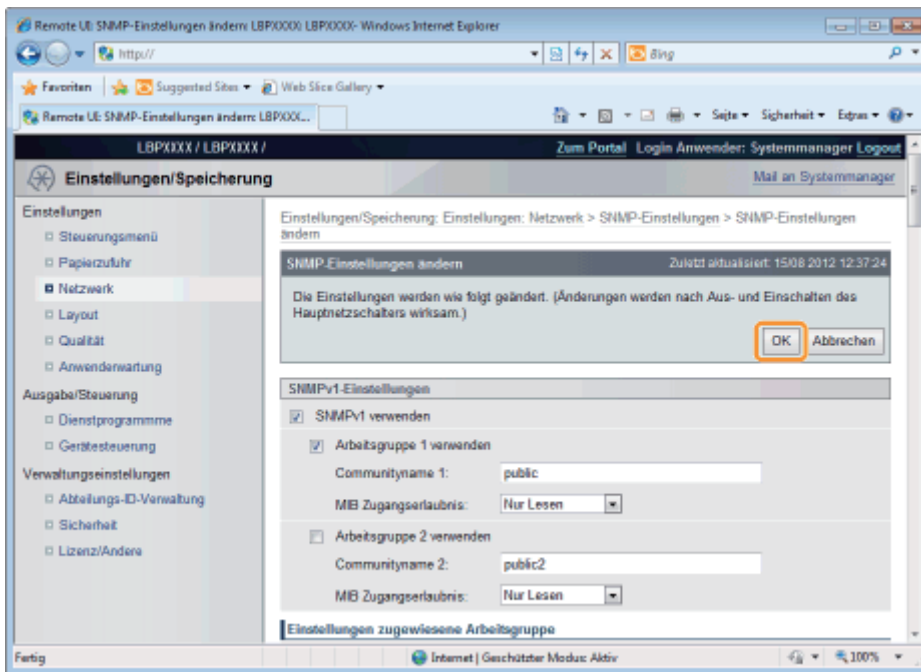 Remote UI: SNMP-Einstellungen ändern: LBPXXXX: LBPXXXX- Windows Internet Explorer
http://
Bing
Favoriten Suggested Sites Web Slice Gallery
Remote UI: SNMP-Einstellungen ändern: LBPXXX...
Seite Sicherheit Extras
LBPXXXX / LBPXXXX /
Zum Portal Login Anwender: Systemmanager Logout
Einstellungen/Speicherung
Mail an Systemmanager
Einstellungen
Steuerungsmenü
Papierzufuhr
Netzwerk
Layout
Qualität
Anwenderwartung
Ausgabe/Steuerung
Dienstprogrammme
Gerätesteuerung
Verwaltungseinstellungen
Abteilungs-ID-Verwaltung
Sicherheit
Lizenz/Andere
Einstellungen/Speicherung: Einstellungen: Netzwerk > SNMP-Einstellungen > SNMP-Einstellungen
ändern
SNMP-Einstellungen ändern
Zuletzt aktualisiert: 15/08 2012 12:37:24
Die Einstellungen werden wie folgt geändert. (Änderungen werden nach Aus- und Einschalten des
Hauptnetzschalters wirksam.)
OK Abbrechen
SNMPv1-Einstellungen
SNMPv1 verwenden
Arbeitsgruppe 1 verwenden
Communityname 1: public
MIB Zugangserlaubnis: Nur Lesen
Arbeitsgruppe 2 verwenden
Communityname 2: public2
MIB Zugangserlaubnis: Nur Lesen
Einstellungen zugewiesene Arbeitsgruppe
Fertig
Internet | Geschützter Modus: Aktiv
100%